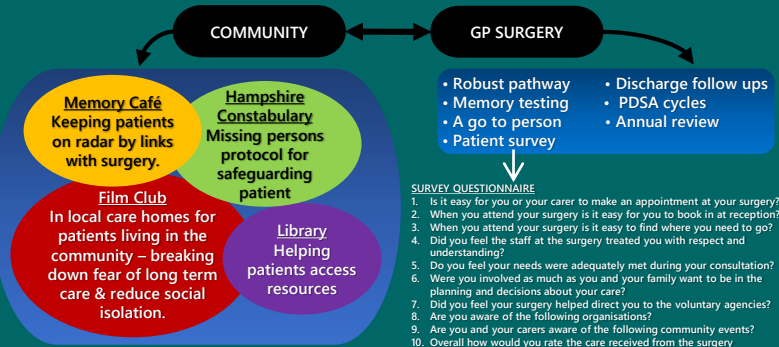 COMMUNITY
GP SURGERY
Memory Café
Keeping patients
on radar by links
with surgery.
Hampshire
Constabulary
Missing persons
protocol for
safeguarding
patient
Film Club
In local care homes for
patients living in the
community – breaking
down fear of long term
care & reduce social
isolation.
Library
Helping
patients access
resources
• Robust pathway
• Memory testing
• A go to person
• Patient survey
• Discharge follow ups
• PDSA cycles
• Annual review
SURVEY QUESTIONNAIRE
1. Is it easy for you or your carer to make an appointment at your surgery?
2. When you attend your surgery is it easy for you to book in at reception?
3. When you attend your surgery is it easy to find where you need to go?
4. Did you feel the staff at the surgery treated you with respect and
understanding?
5. Do you feel your needs were adequately met during your consultation?
6. Were you involved as much as you and your family want to be in the
planning and decisions about your care?
7. Did you feel your surgery helped direct you to the voluntary agencies?
8. Are you aware of the following organisations?
9. Are you and your carers aware of the following community events?
10. Overall how would you rate the care received from the surgery